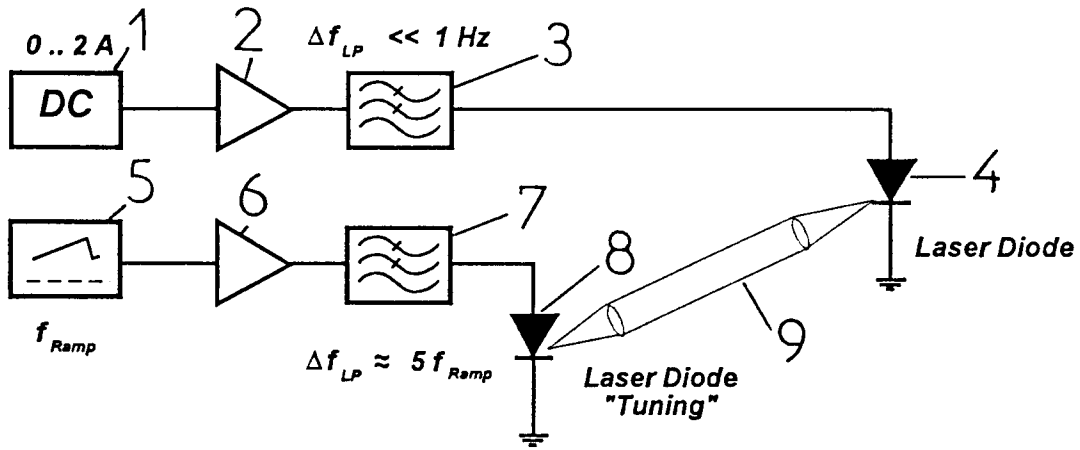 0 .. 2 A
1
2
Δf_LP << 1 Hz
3
DC
4
5
6
7
8
Laser Diode
9
f_Ramp
Δf_LP ≈ 5 f_Ramp
Laser Diode
"Tuning"